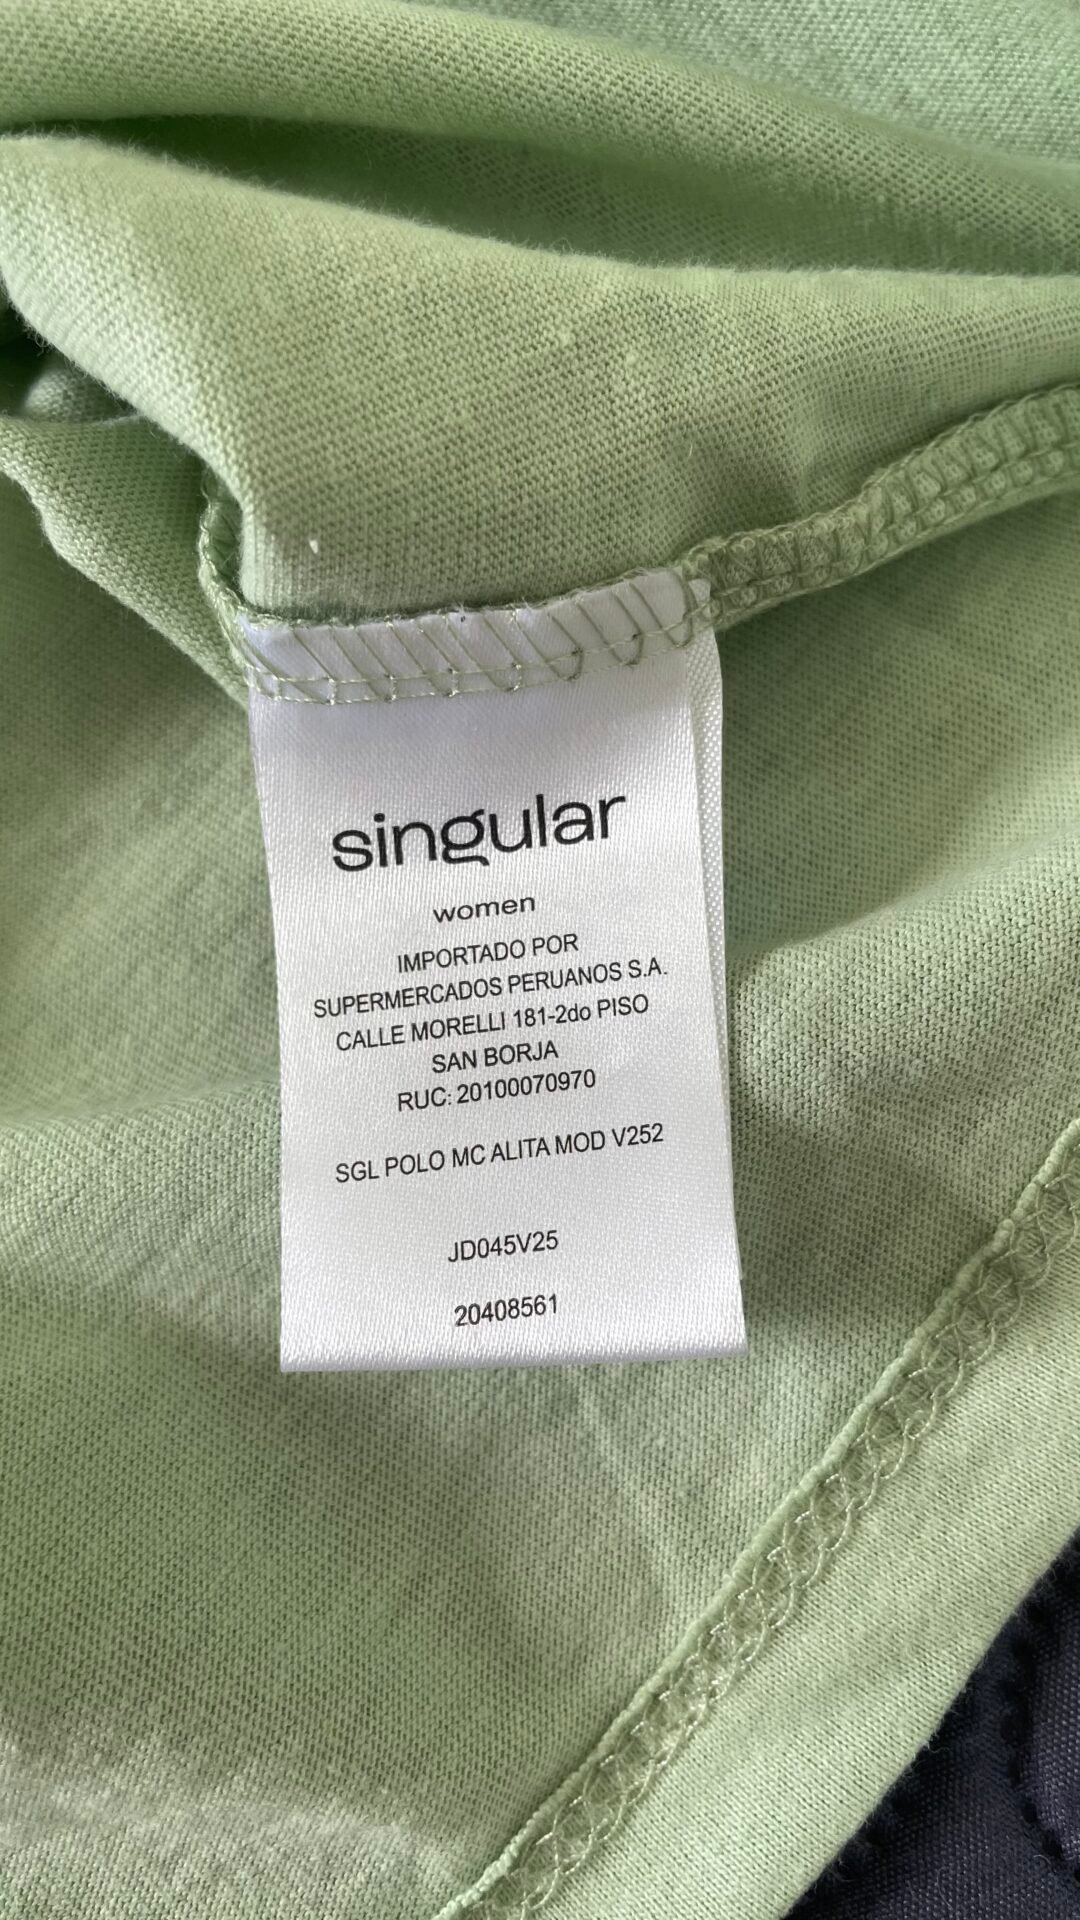 singular
women
IMPORTADO POR
SUPERMERCADOS PERUANOS S.A.
CALLE MORELLI 181-2do PISO
SAN BORJA
RUC: 20100070970
SGL POLO MC ALITA MOD V252
JD045V25
20408561